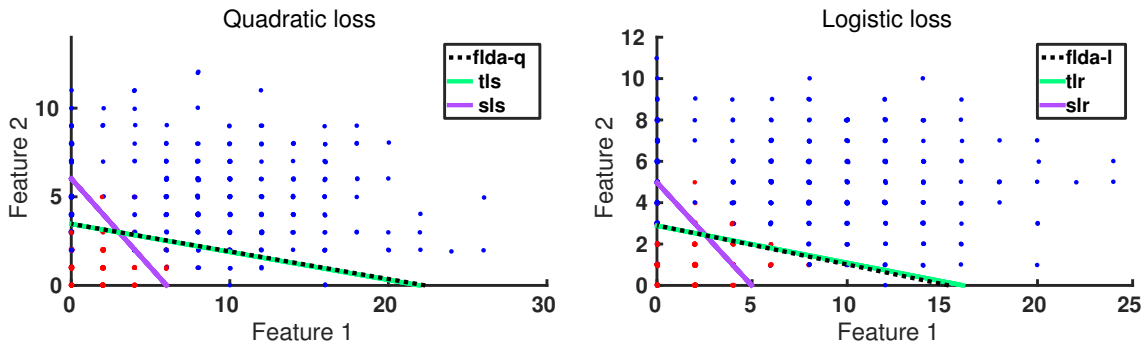 Quadratic loss
Feature 2
10
5
0
0
10
20
30
Feature 1
flda-q
tls
sls
Logistic loss
Feature 2
12
10
8
6
4
2
0
0
5
10
15
20
25
Feature 1
flda-l
tlr
slr